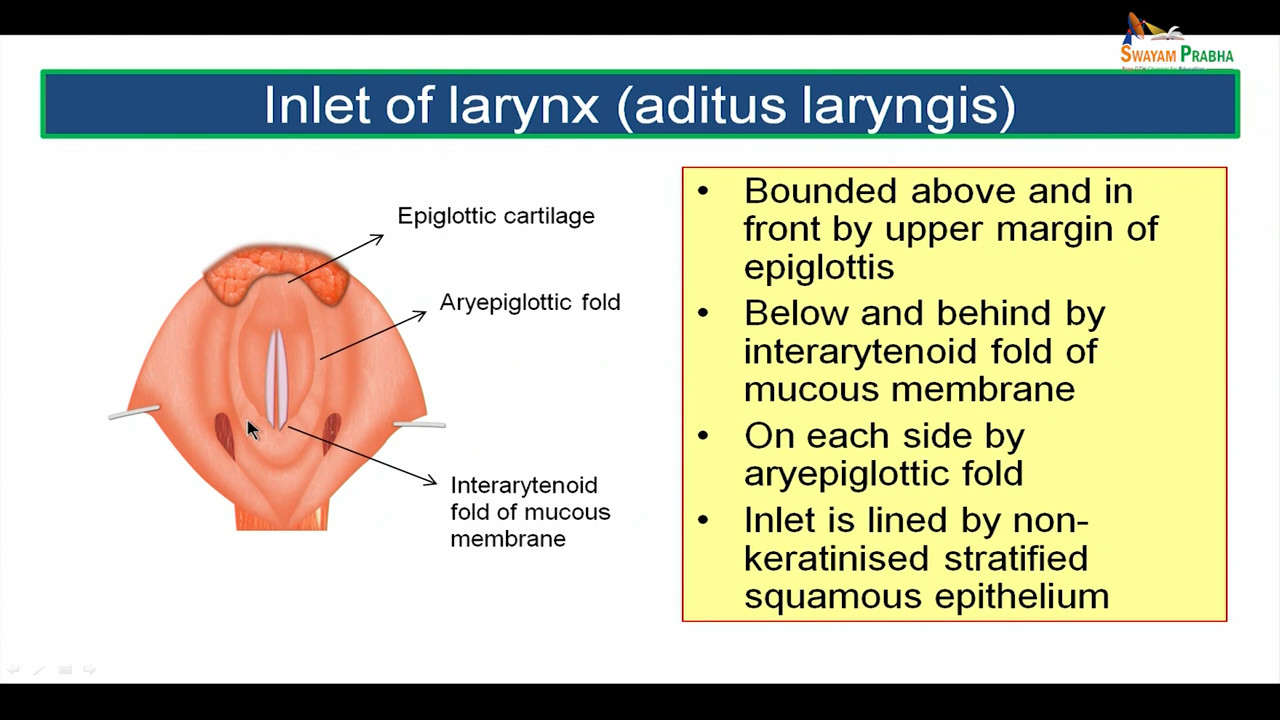 SWAYAM PRABHA
Inlet of larynx (aditus laryngis)
Epiglottic cartilage
Aryepiglottic fold
Interarytenoid
fold of mucous
membrane
• Bounded above and in
front by upper margin of
epiglottis
• Below and behind by
interarytenoid fold of
mucous membrane
• On each side by
aryepiglottic fold
• Inlet is lined by non-
keratinised stratified
squamous epithelium